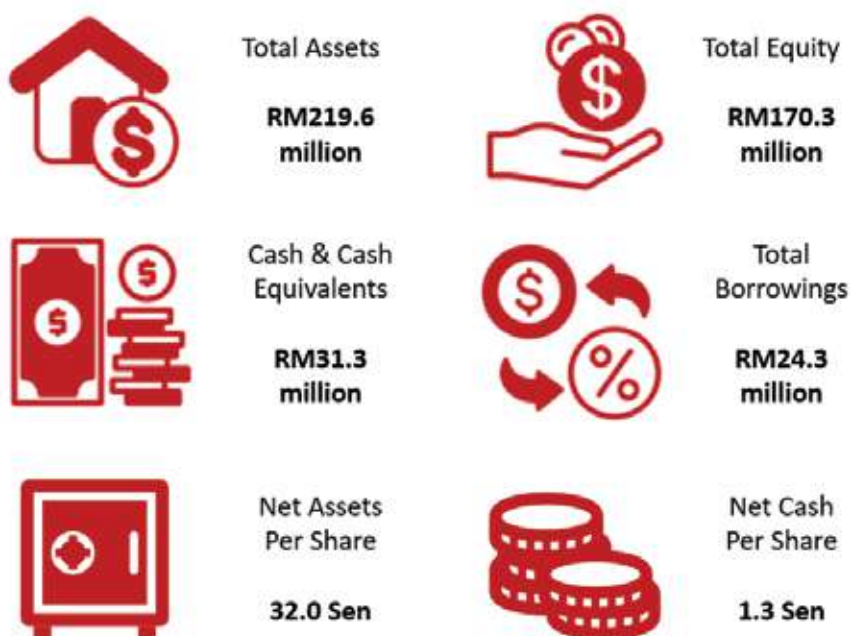 Total Assets
RM219.6
million
Total Equity
RM170.3
million
Cash & Cash
Equivalents
RM31.3
million
Total
Borrowings
RM24.3
million
Net Assets
Per Share
32.0 Sen
Net Cash
Per Share
1.3 Sen